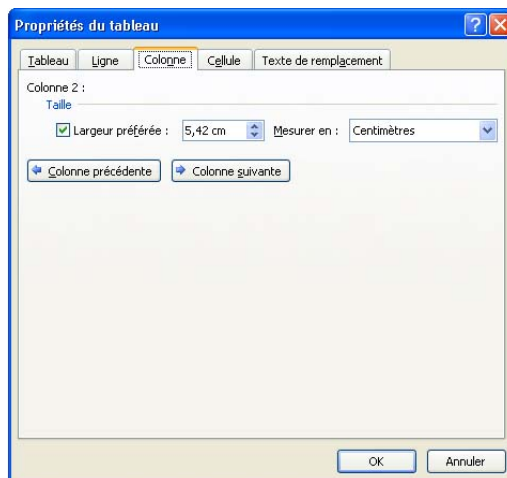 Propriétés du tableau
Tableau Ligne Colonne Cellule Texte de remplacement
Colonne 2 :
Taille
Largeur préférée : 5,42 cm Mesurer en : Centimètres
Colonne précédente Colonne suivante
OK Annuler